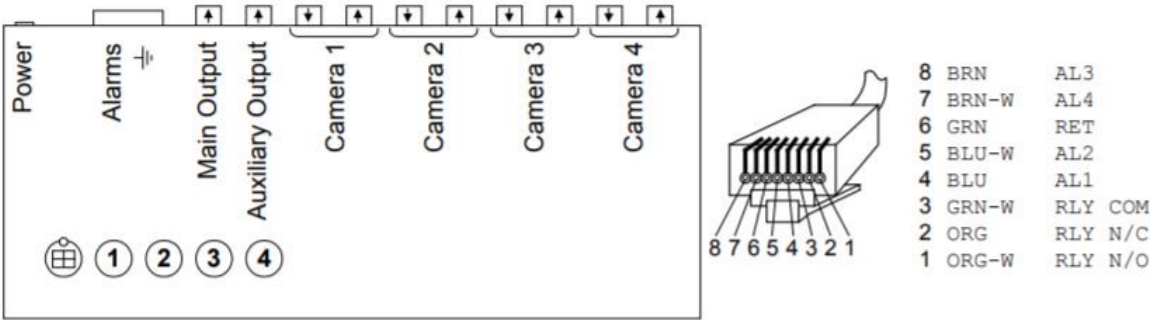 Power
Alarms
Main Output
Auxiliary Output
Camera 1
Camera 2
Camera 3
Camera 4
1 2 3 4
8 7 6 5 4 3 2 1
8 BRN AL3
7 BRN-W AL4
6 GRN RET
5 BLU-W AL2
4 BLU AL1
3 GRN-W RLY COM
2 ORG RLY N/C
1 ORG-W RLY N/O